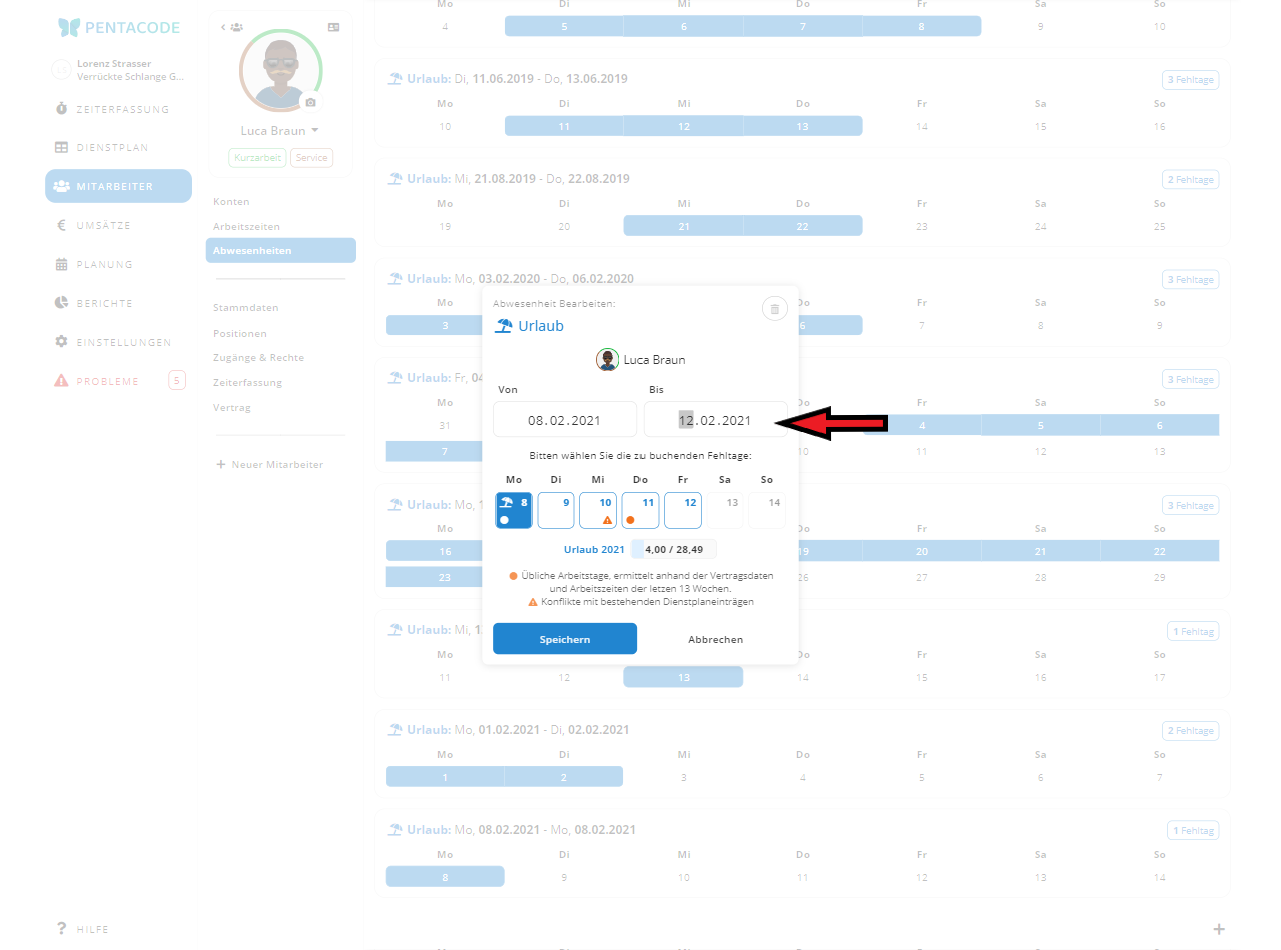 PENTACODE
LS
Lorenz Strasser
Verrückte Schlange G...
ZEITERFASSUNG
DIENSTPLAN
MITARBEITER
UMSÄTZE
PLANUNG
BERICHTE
EINSTELLUNGEN
PROBLEME 5
HILFE
Luca Braun
Kurzarbeit Service
Konten
Arbeitszeiten
Abwesenheiten
Stammdaten
Positionen
Zugänge & Rechte
Zeiterfassung
Vertrag
+ Neuer Mitarbeiter
Mo Di Mi Do Fr Sa So
4 5 6 7 8 9 10
Urlaub: Di, 11.06.2019 - Do, 13.06.2019 3 Fehltage
Mo Di Mi Do Fr Sa So
10 11 12 13 14 15 16
Urlaub: Mi, 21.08.2019 - Do, 22.08.2019 2 Fehltage
Mo Di Mi Do Fr Sa So
19 20 21 22 23 24 25
Urlaub: Mo, 03.02.2020 - Do, 06.02.2020 3 Fehltage
Mo Do Fr Sa So
3 6 7 8 9
Urlaub: Fr, 04 3 Fehltage
Mo Do Fr Sa So
31 4 5 6
7 10 11 12 13
Urlaub: Mo, 1 3 Fehltage
Mo Do Fr Sa So
16 19 20 21 22
23 26 27 28 29
Urlaub: Mi, 1 1 Fehltag
Mo Do Fr Sa So
11 12 13 14 15 16 17
Urlaub: Mo, 01.02.2021 - Di, 02.02.2021 2 Fehltage
Mo Di Mi Do Fr Sa So
1 2 3 4 5 6 7
Urlaub: Mo, 08.02.2021 - Mo, 08.02.2021 1 Fehltag
Mo Di Mi Do Fr Sa So
8 9 10 11 12 13 14
Abwesenheit Bearbeiten:
Urlaub
Luca Braun
Von Bis
08.02.2021 12.02.2021
Bitten wählen Sie die zu buchenden Fehltage:
Mo Di Mi Do Fr Sa So
8 9 10 11 12 13 14
Urlaub 2021 4,00 / 28,49
Übliche Arbeitstage, ermittelt anhand der Vertragsdaten
und Arbeitszeiten der letzen 13 Wochen.
Konflikte mit bestehenden Dienstplaneinträgen
Speichern Abbrechen